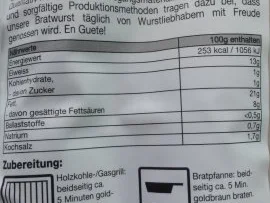 und sorgfältige Produktionsmethoden tragen dazu bei, dass
unsere Bratwurst täglich von Wurstliebhabern mit Freude
genossen wird. En Guete!
Nährwerte 100g enthalten
Energiewert 253 kcal / 1056 kJ
Eiweiss 13g
Kohlenhydrate, 1g
- davon Zucker 1g
Fett, 21g
- davon gesättigte Fettsäuren 8g
Ballaststoffe <0,5g
Natrium 0,7g
Kochsalz 1,7g
Zubereitung:
Holzkohle-/Gasgrill:
beidseitig ca.
5 Minuten gold-
Bratpfanne: beid-
seitig ca. 5 Min.
goldbraun braten.